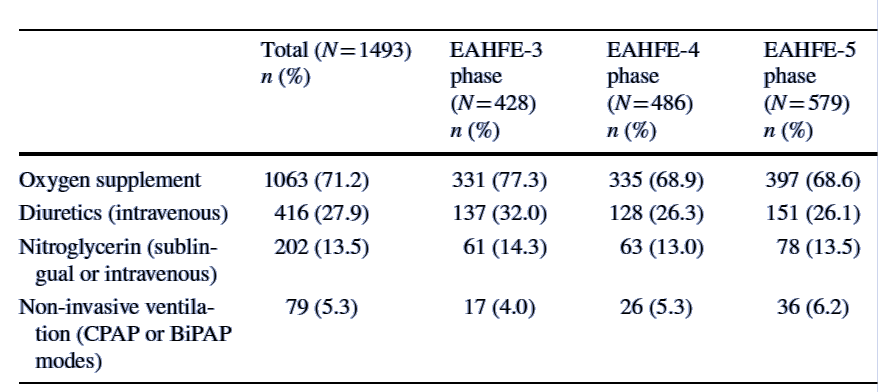 Total (N=1493) EAHFE-3 EAHFE-4 EAHFE-5
n (%) phase phase phase
(N=428) (N=486) (N=579)
n (%) n (%) n (%)
Oxygen supplement 1063 (71.2) 331 (77.3) 335 (68.9) 397 (68.6)
Diuretics (intravenous) 416 (27.9) 137 (32.0) 128 (26.3) 151 (26.1)
Nitroglycerin (sublin- 202 (13.5) 61 (14.3) 63 (13.0) 78 (13.5)
gual or intravenous)
Non-invasive ventila- 79 (5.3) 17 (4.0) 26 (5.3) 36 (6.2)
tion (CPAP or BiPAP
modes)